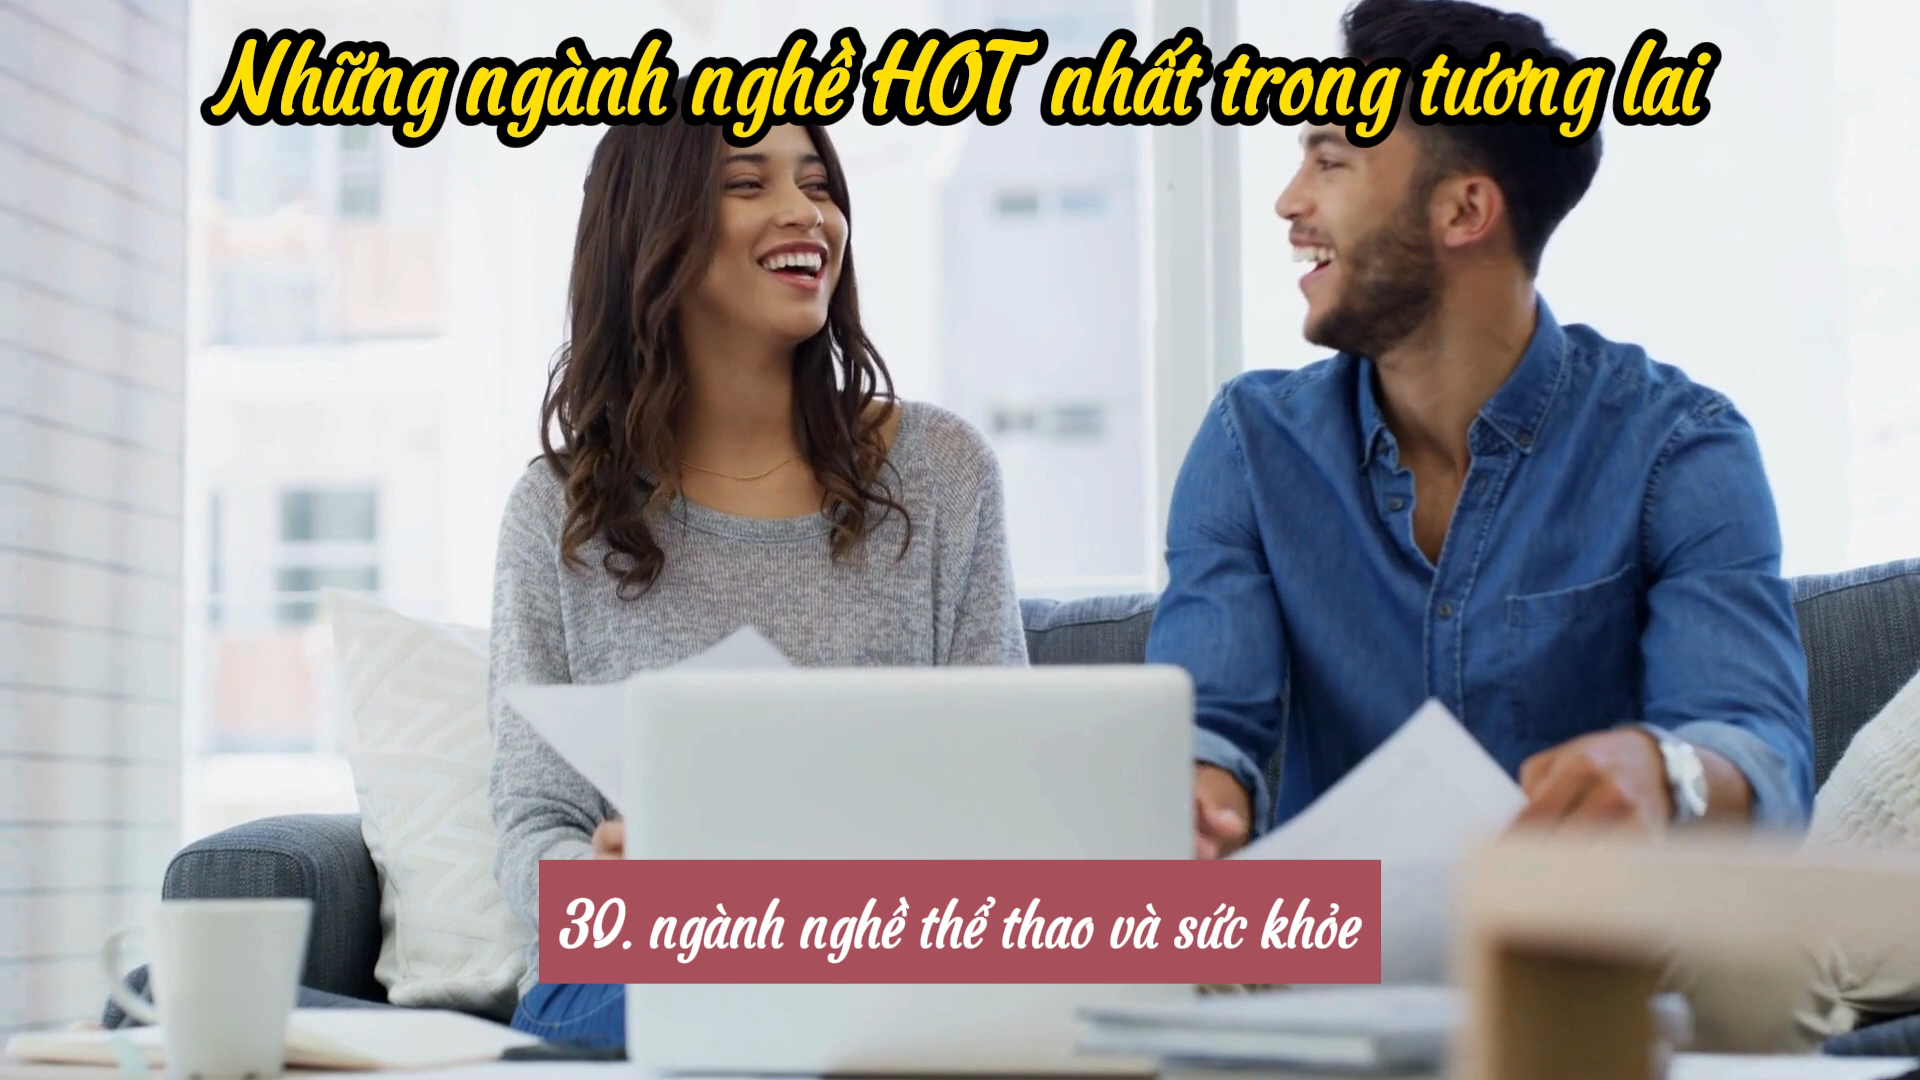 Những ngành nghề HOT nhất trong tương lai
30. ngành nghề thể thao và sức khỏe